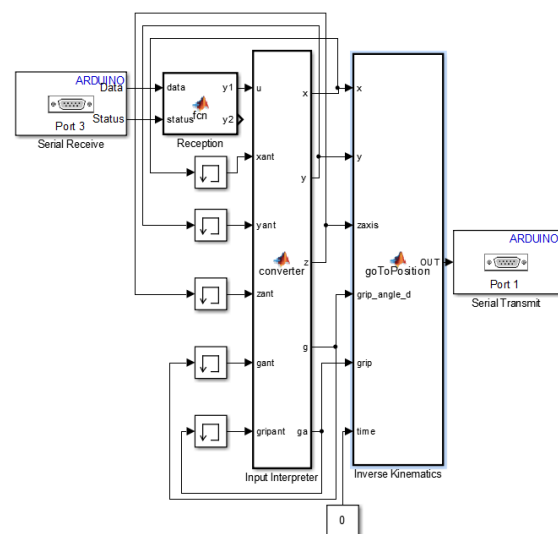 ARDUINO
Data
Port 3
Status
Serial Receive
data
y1
fcn
status
y2
Reception
u
x
xant
y
yant
z
converter
zant
g
gant
gripant
ga
Input Interpreter
x
y
zaxis
goToPosition
OUT
grip_angle_d
grip
time
Inverse Kinematics
ARDUINO
Port 1
Serial Transmit
0